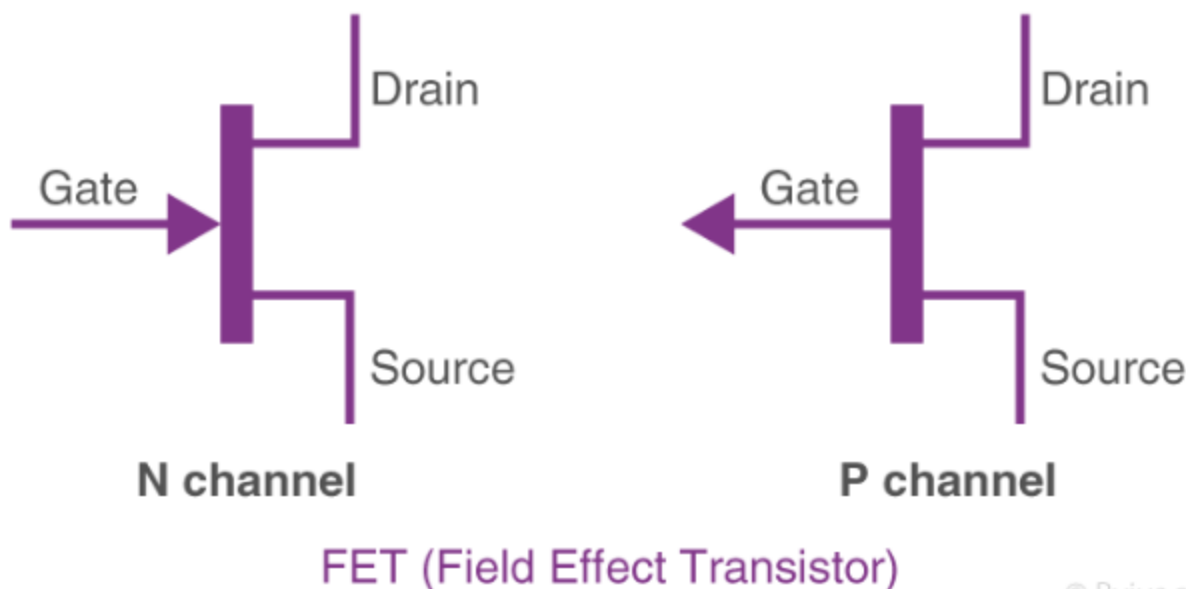 Drain
Drain
Gate
Gate
Source
Source
N channel
P channel
FET (Field Effect Transistor)